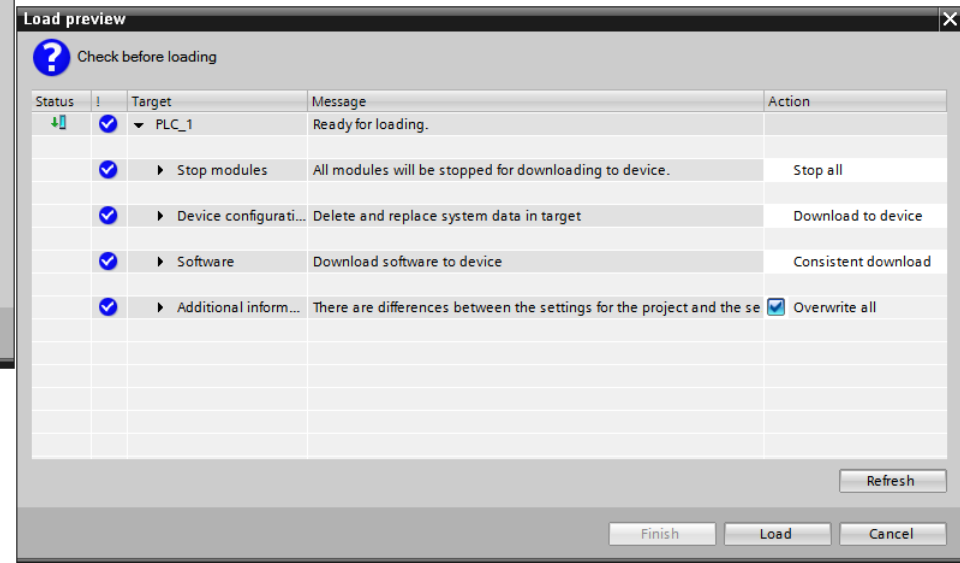 Load preview
Check before loading
Status ! Target Message Action
PLC_1 Ready for loading.
Stop modules All modules will be stopped for downloading to device. Stop all
Device configurati... Delete and replace system data in target Download to device
Software Download software to device Consistent download
Additional inform... There are differences between the settings for the project and the se Overwrite all
Refresh
Finish Load Cancel